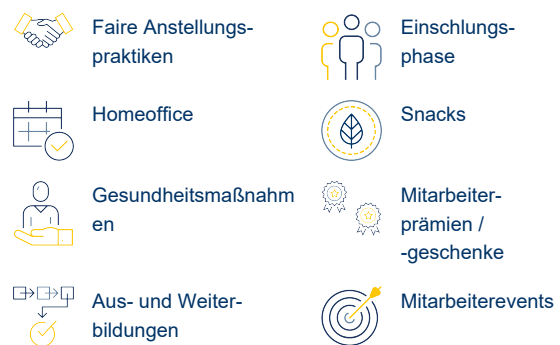 Faire Anstellungs-
praktiken
Einschlungs-
phase
Homeoffice
Snacks
Gesundheitsmaßnahm
en
Mitarbeiter-
prämien /
-geschenke
Aus- und Weiter-
bildungen
Mitarbeiterevents